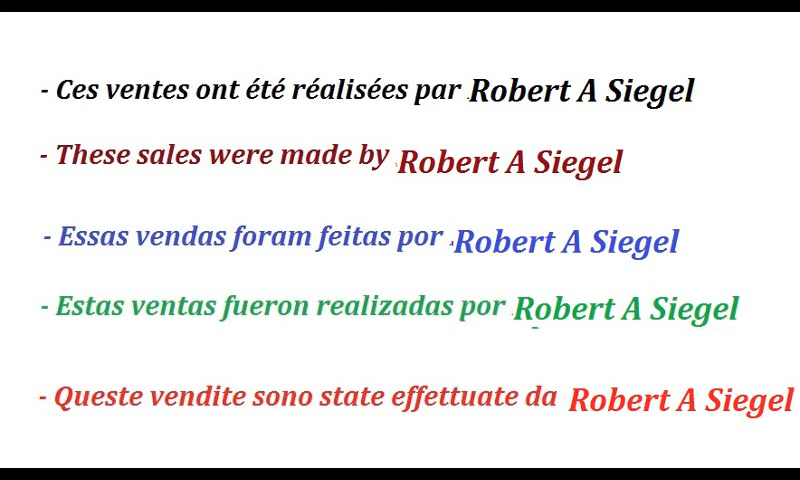 - Ces ventes ont été réalisées par Robert A Siegel
- These sales were made by Robert A Siegel
- Essas vendas foram feitas por Robert A Siegel
- Estas ventas fueron realizadas por Robert A Siegel
- Queste vendite sono state effettuate da Robert A Siegel